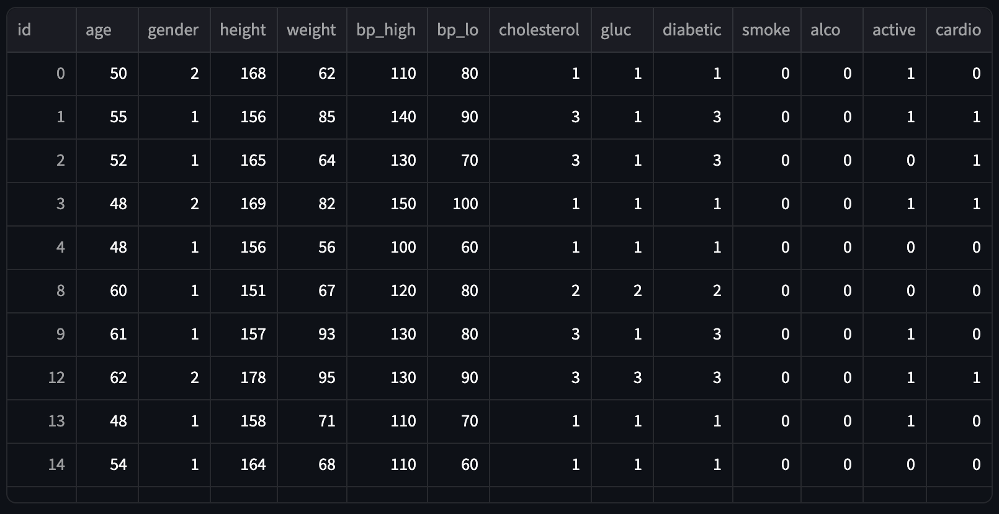 id age gender height weight bp_high bp_lo cholesterol gluc diabetic smoke alco active cardio
0 50 2 168 62 110 80 1 1 1 0 0 1 0
1 55 1 156 85 140 90 3 1 3 0 0 1 1
2 52 1 165 64 130 70 3 1 3 0 0 0 1
3 48 2 169 82 150 100 1 1 1 0 0 1 1
4 48 1 156 56 100 60 1 1 1 0 0 0 0
8 60 1 151 67 120 80 2 2 2 0 0 0 0
9 61 1 157 93 130 80 3 1 3 0 0 1 0
12 62 2 178 95 130 90 3 3 3 0 0 1 1
13 48 1 158 71 110 70 1 1 1 0 0 1 0
14 54 1 164 68 110 60 1 1 1 0 0 0 0